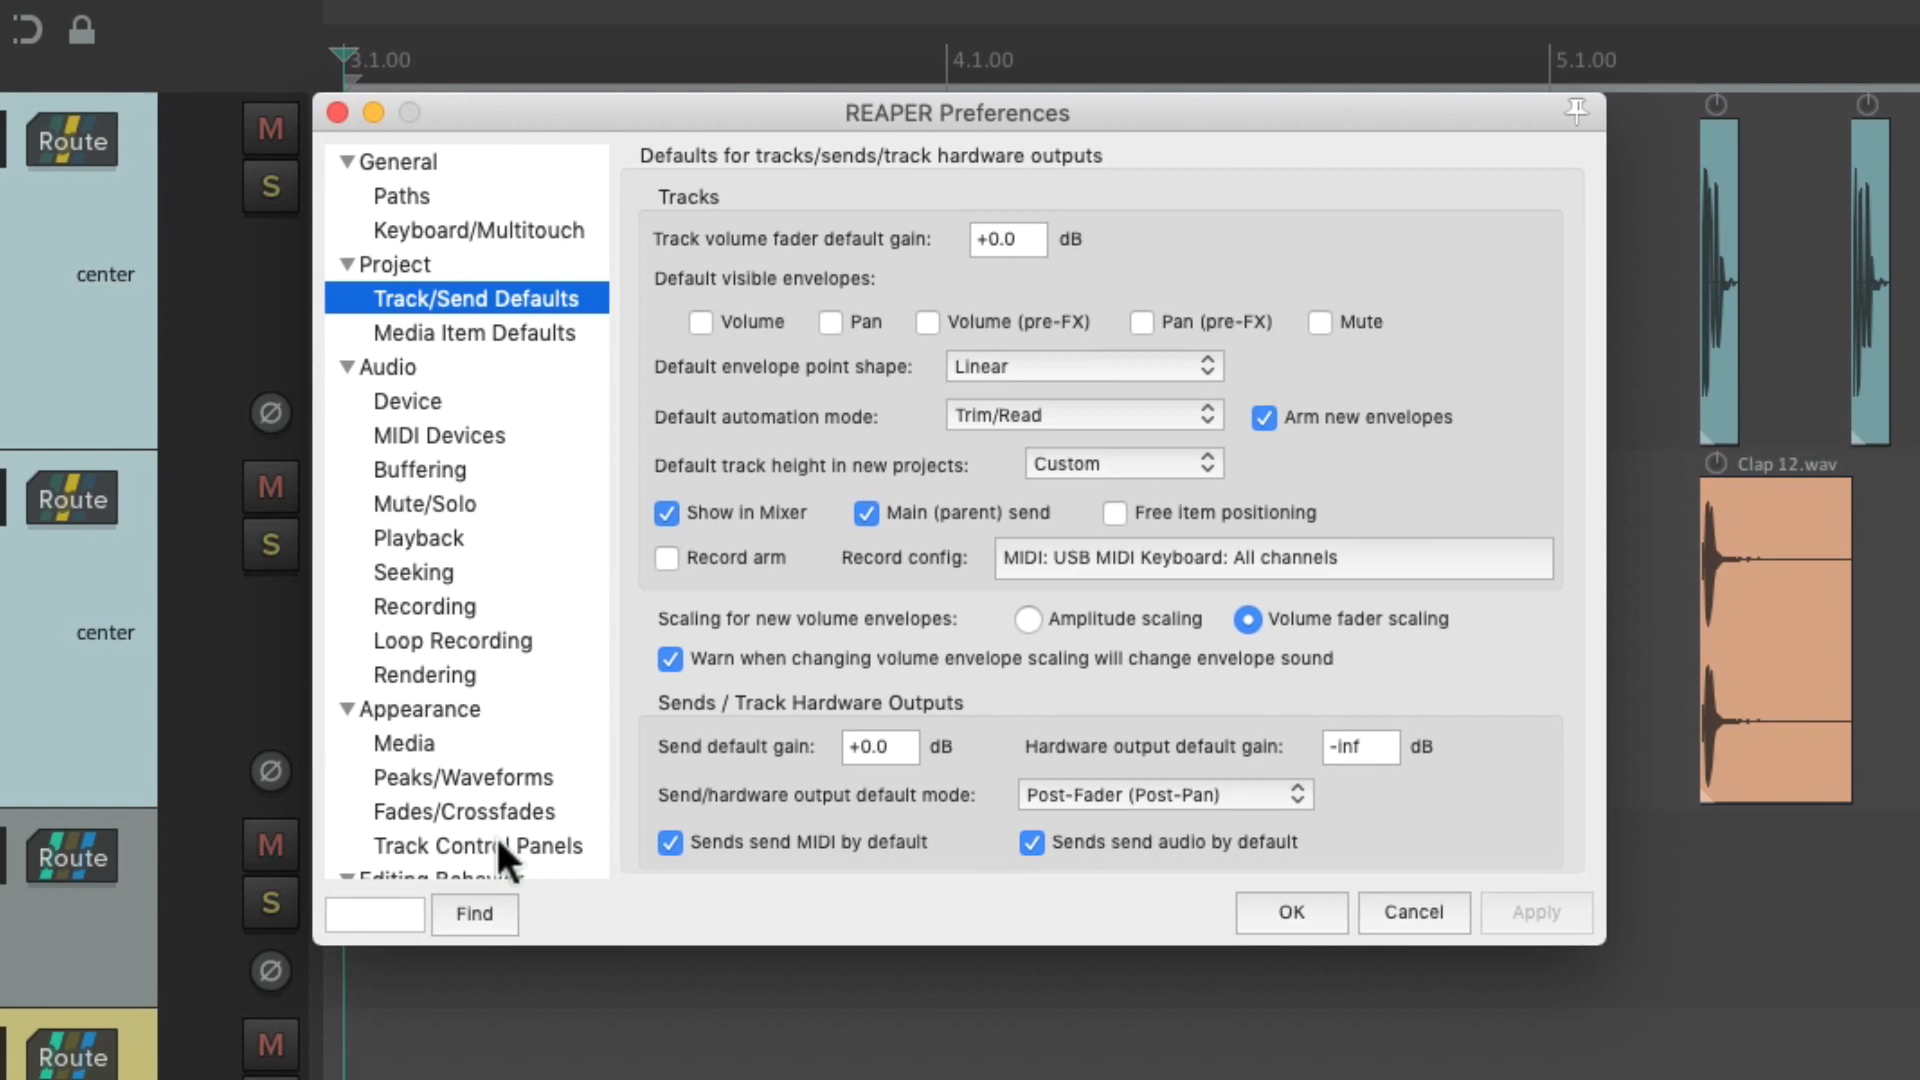 3.1.00
4.1.00
5.1.00
REAPER Preferences
Route
M
S
center
Route
M
S
center
Route
M
S
Route
M
General
Paths
Keyboard/Multitouch
Project
Track/Send Defaults
Media Item Defaults
Audio
Device
MIDI Devices
Buffering
Mute/Solo
Playback
Seeking
Recording
Loop Recording
Rendering
Appearance
Media
Peaks/Waveforms
Fades/Crossfades
Track Control Panels
Find
Defaults for tracks/sends/track hardware outputs
Tracks
Track volume fader default gain: +0.0 dB
Default visible envelopes:
Volume Pan Volume (pre-FX) Pan (pre-FX) Mute
Default envelope point shape: Linear
Default automation mode: Trim/Read Arm new envelopes
Default track height in new projects: Custom
Show in Mixer Main (parent) send Free item positioning
Record arm Record config: MIDI: USB MIDI Keyboard: All channels
Scaling for new volume envelopes: Amplitude scaling Volume fader scaling
Warn when changing volume envelope scaling will change envelope sound
Sends / Track Hardware Outputs
Send default gain: +0.0 dB Hardware output default gain: -inf dB
Send/hardware output default mode: Post-Fader (Post-Pan)
Sends send MIDI by default Sends send audio by default
OK Cancel Apply
Clap 12.wav